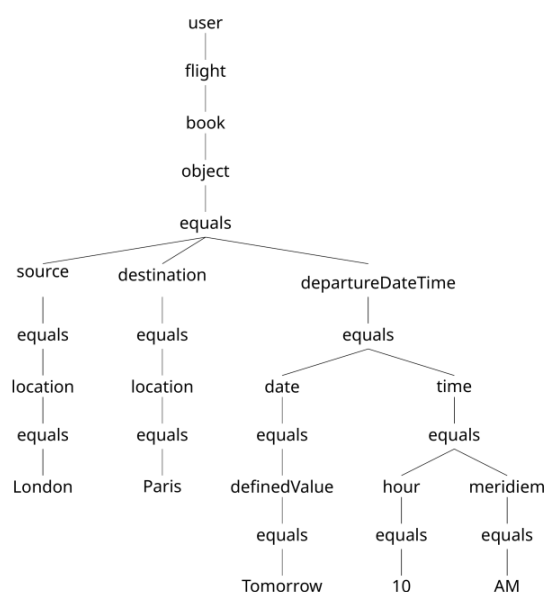 user
flight
book
object
equals
source destination departureDateTime
equals equals equals
location location date time
equals equals equals equals
London Paris definedValue hour meridiem
equals equals equals
Tomorrow 10 AM